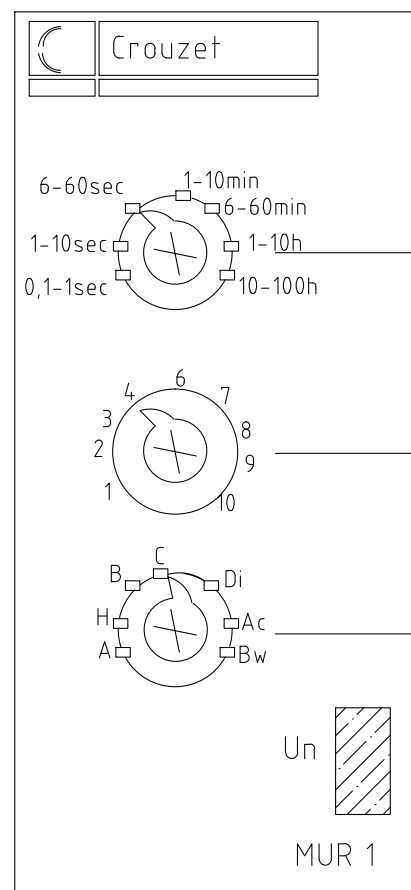 Crouzet
1-10min
6-60sec
6-60min
1-10sec
1-10h
0,1-1sec
10-100h
6
4
7
3
8
2
9
1
10
C
B
Di
H
Ac
A
Bw
Un
MUR 1